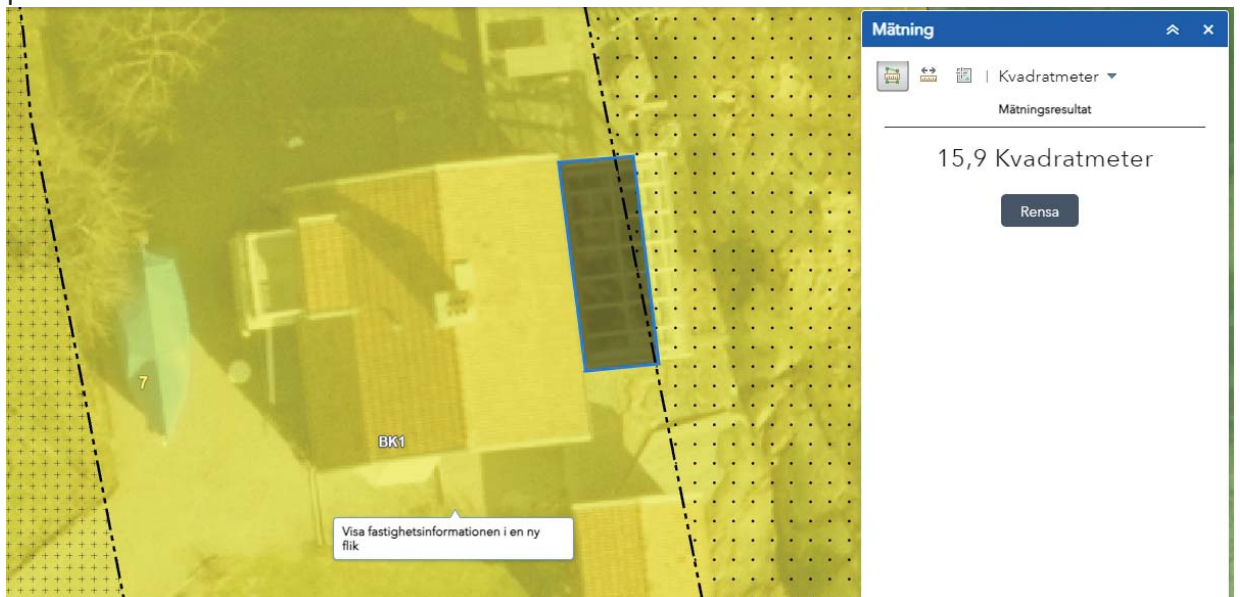 Mätning
Kvadratmeter
Mätningsresultat
15,9 Kvadratmeter
Rensa
7
BK1
Visa fastighetsinformationen i en ny
flik